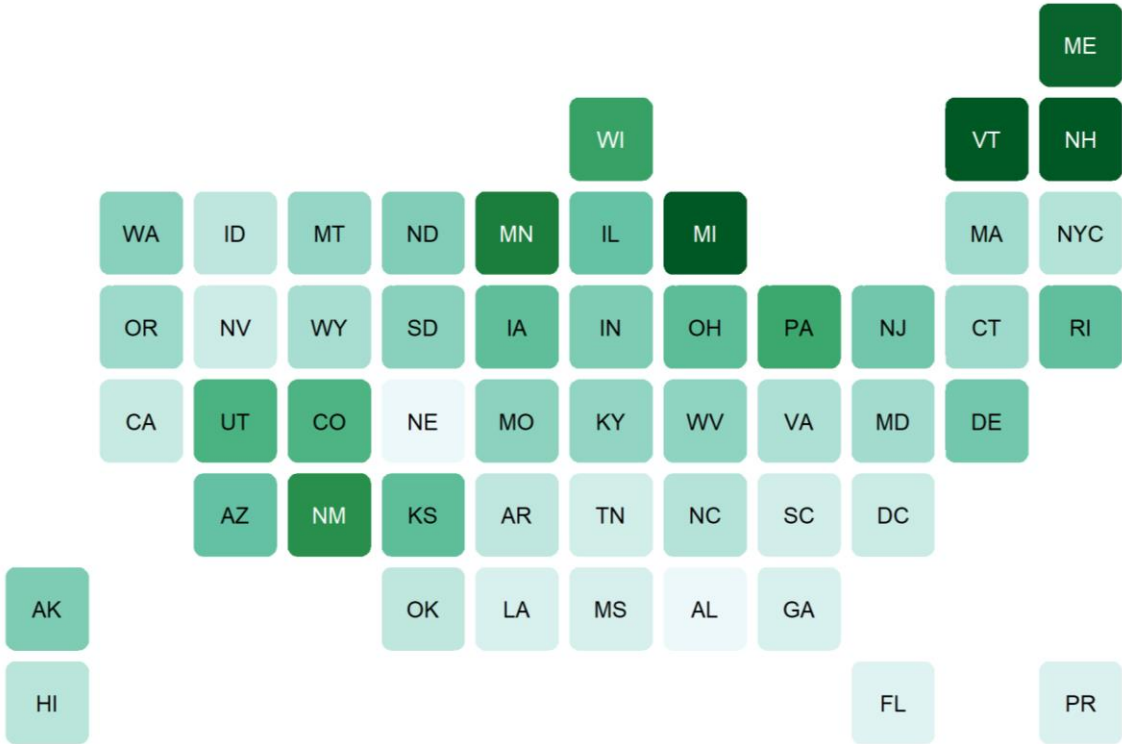 ME
WI VT NH
WA ID MT ND MN IL MI MA NYC
OR NV WY SD IA IN OH PA NJ CT RI
CA UT CO NE MO KY WV VA MD DE
AZ NM KS AR TN NC SC DC
AK OK LA MS AL GA
HI FL PR